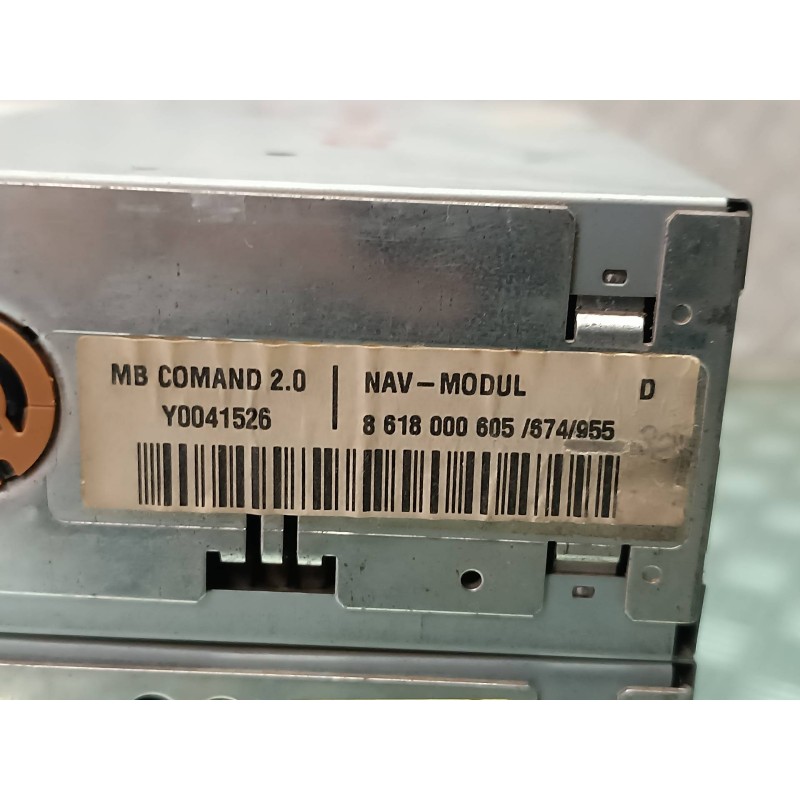 MB COMAND 2.0 | NAV-MODUL D
Y0041526 8 618 000 605 /674/955